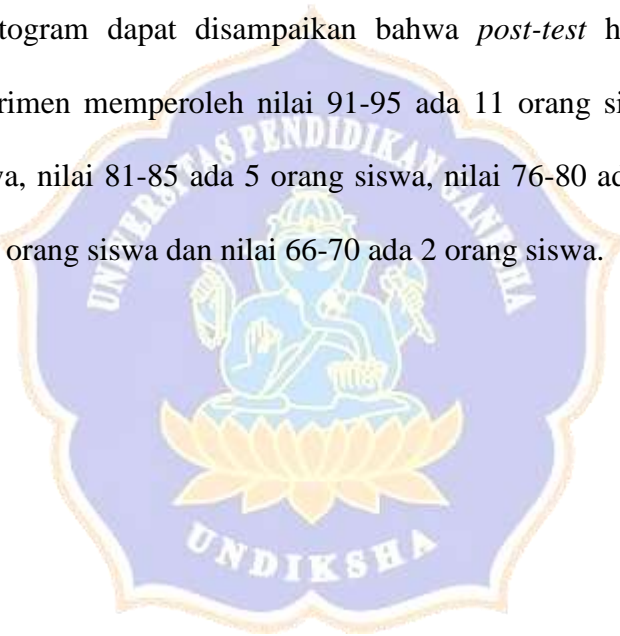 togram dapat disampaikan bahwa post-test h
rimen memperoleh nilai 91-95 ada 11 orang si
a, nilai 81-85 ada 5 orang siswa, nilai 76-80 ad
orang siswa dan nilai 66-70 ada 2 orang siswa.
UNIVERSITAS PENDIDIKAN GANESHA
UNDIKSHA